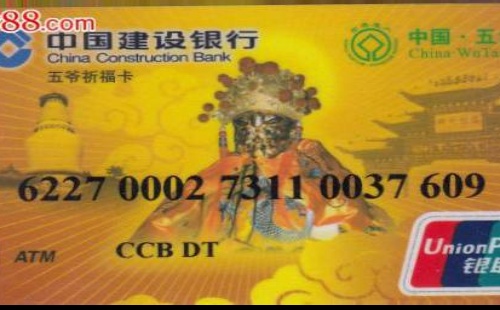 88.com
中国建设银行
China Construction Bank
五爷祈福卡
中国·五
China·WuTa
6227 0002 7311 0037 609
ATM
CCB DT
UnionP
银联